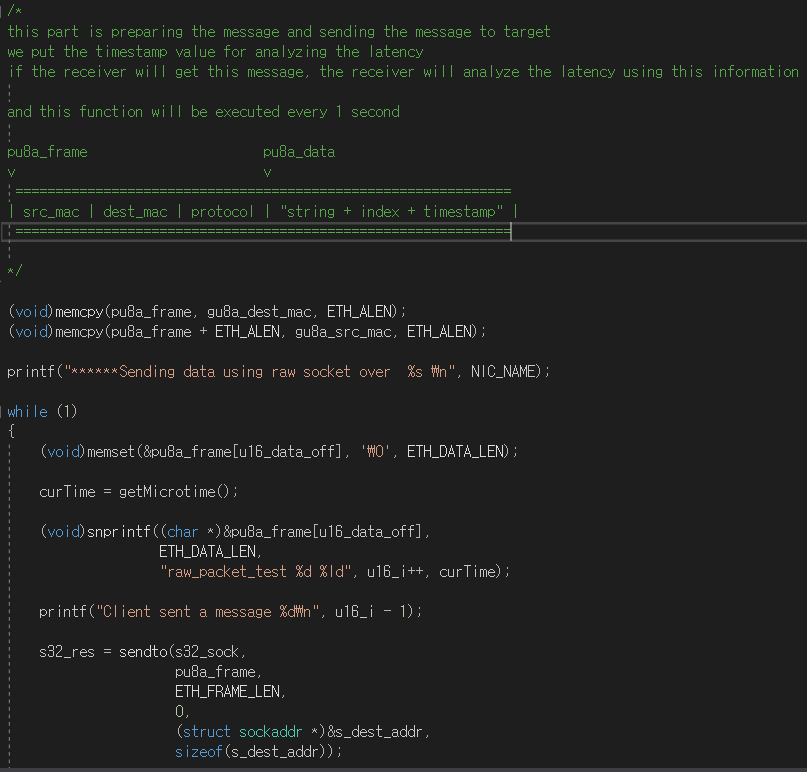 /*
this part is preparing the message and sending the message to target
we put the timestamp value for analyzing the latency
if the receiver will get this message, the receiver will analyze the latency using this information

and this function will be executed every 1 second

pu8a_frame                      pu8a_data
v                               v
==============================================================
| src_mac | dest_mac | protocol | "string + index + timestamp" |
==============================================================

*/

(void)memcpy(pu8a_frame, gu8a_dest_mac, ETH_ALEN);
(void)memcpy(pu8a_frame + ETH_ALEN, gu8a_src_mac, ETH_ALEN);

printf("******Sending data using raw socket over  %s ₩n", NIC_NAME);

while (1)
{
    (void)memset(&pu8a_frame[u16_data_off], '₩0', ETH_DATA_LEN);

    curTime = getMicrotime();

    (void)snprintf((char *)&pu8a_frame[u16_data_off],
                   ETH_DATA_LEN,
                   "raw_packet_test %d %ld", u16_i++, curTime);

    printf("Client sent a message %d₩n", u16_i - 1);

    s32_res = sendto(s32_sock,
                     pu8a_frame,
                     ETH_FRAME_LEN,
                     0,
                     (struct sockaddr *)&s_dest_addr,
                     sizeof(s_dest_addr));